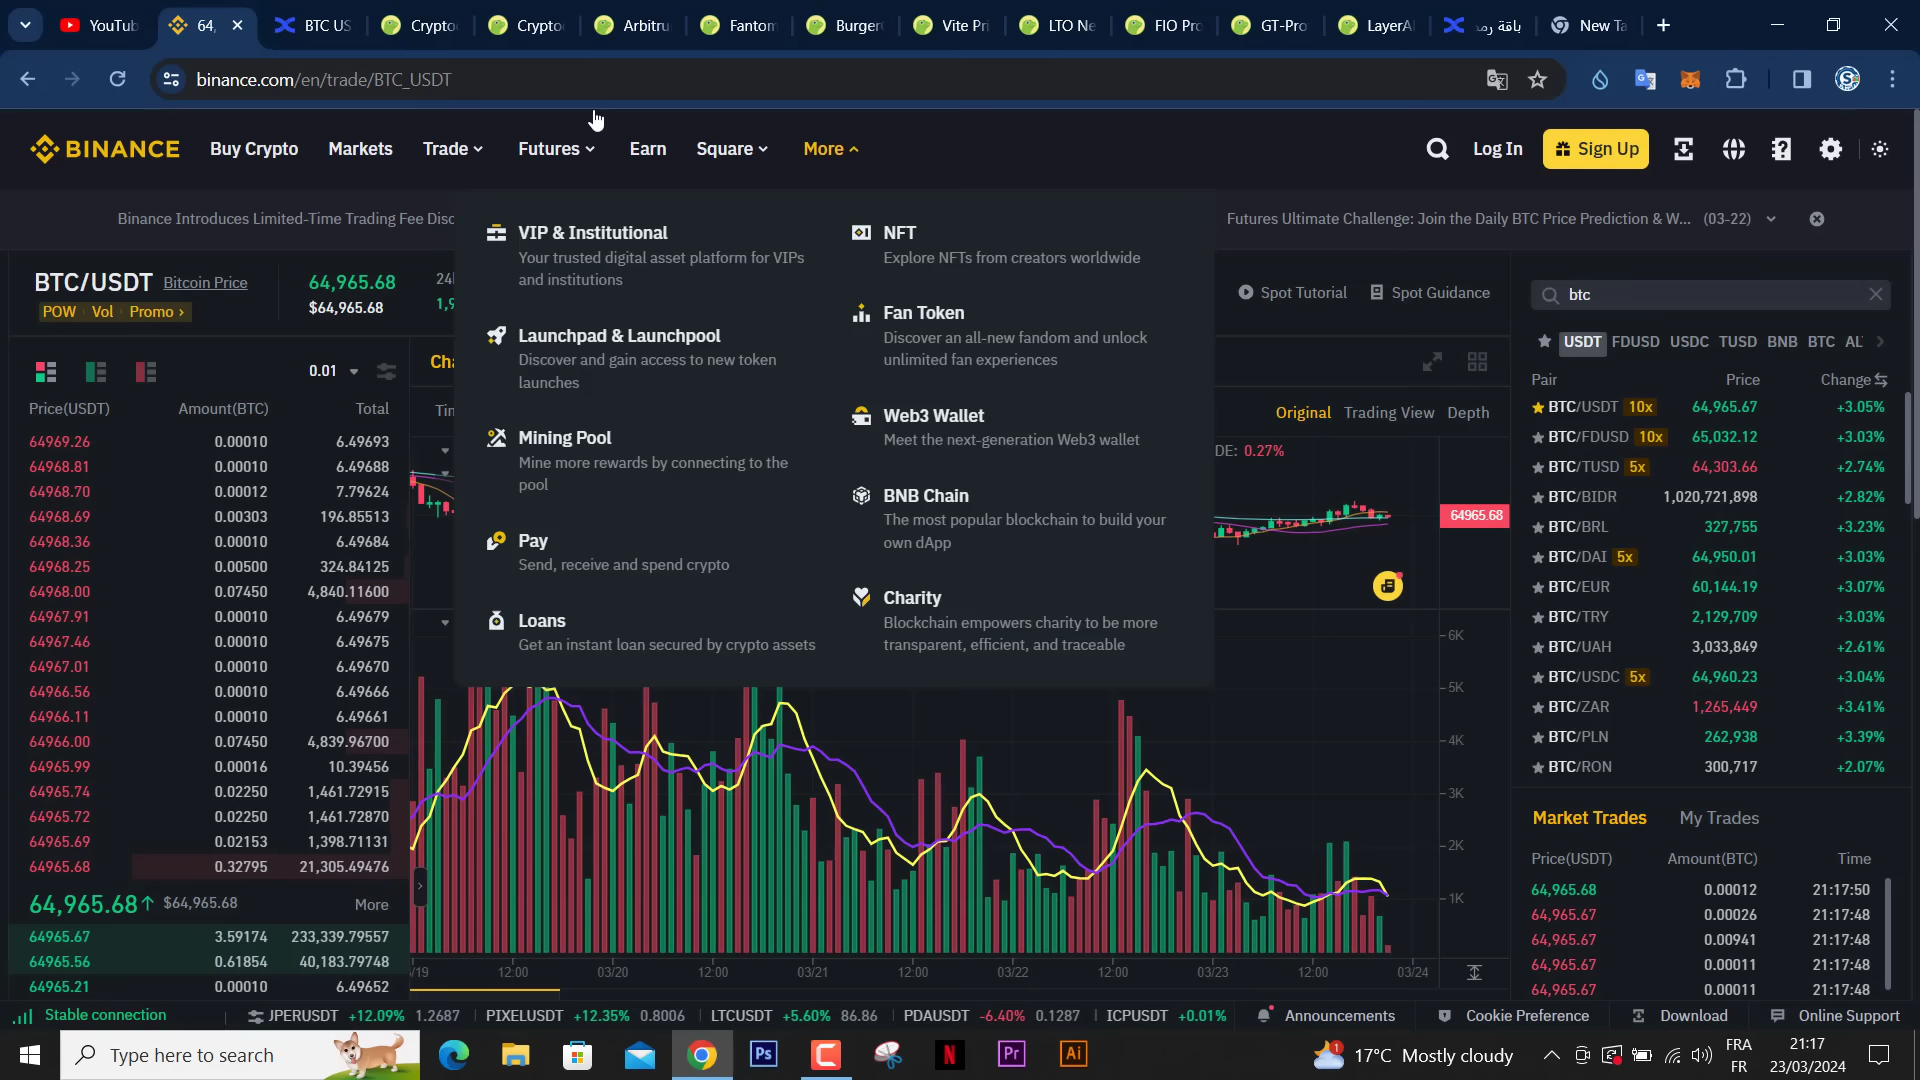 YouTub
64,
BTC US
Crypto
Crypto
Arbitru
Fantom
Burger
Vite Pri
LTO Ne
FIO Pro
GT-Pro
LayerA
باقة رمد
New Ta
binance.com/en/trade/BTC_USDT
BINANCE
Buy Crypto
Markets
Trade
Futures
Earn
Square
More
Log In
Sign Up
Binance Introduces Limited-Time Trading Fee Disc
Futures Ultimate Challenge: Join the Daily BTC Price Prediction & W... (03-22)
VIP & Institutional
Your trusted digital asset platform for VIPs
and institutions
Launchpad & Launchpool
Discover and gain access to new token
launches
Mining Pool
Mine more rewards by connecting to the
pool
Pay
Send, receive and spend crypto
Loans
Get an instant loan secured by crypto assets
NFT
Explore NFTs from creators worldwide
Fan Token
Discover an all-new fandom and unlock
unlimited fan experiences
Web3 Wallet
Meet the next-generation Web3 wallet
BNB Chain
The most popular blockchain to build your
own dApp
Charity
Blockchain empowers charity to be more
transparent, efficient, and traceable
BTC/USDT Bitcoin Price
POW Vol Promo
64,965.68
$64,965.68
24
1,9
Spot Tutorial
Spot Guidance
0.01
Price(USDT) Amount(BTC) Total
64969.26 0.00010 6.49693
64968.81 0.00010 6.49688
64968.70 0.00012 7.79624
64968.69 0.00303 196.85513
64968.36 0.00010 6.49684
64968.25 0.00500 324.84125
64968.00 0.07450 4,840.11600
64967.91 0.00010 6.49679
64967.46 0.00010 6.49675
64967.01 0.00010 6.49670
64966.56 0.00010 6.49666
64966.11 0.00010 6.49661
64966.00 0.07450 4,839.96700
64965.99 0.00016 10.39456
64965.74 0.02250 1,461.72915
64965.72 0.02250 1,461.72870
64965.69 0.02153 1,398.71131
64965.68 0.32795 21,305.49476
64,965.68↑ $64,965.68 More
64965.67 3.59174 233,339.79557
64965.56 0.61854 40,183.79748
64965.21 0.00010 6.49652
Original Trading View Depth
DE: 0.27%
64965.68
6K
5K
4K
3K
2K
1K
/19 12:00 03/20 12:00 03/21 12:00 03/22 12:00 03/23 12:00 03/24
btc
USDT FDUSD USDC TUSD BNB BTC AL
Pair Price Change
BTC/USDT 10x 64,965.67 +3.05%
BTC/FDUSD 10x 65,032.12 +3.03%
BTC/TUSD 5x 64,303.66 +2.74%
BTC/BIDR 1,020,721,898 +2.82%
BTC/BRL 327,755 +3.23%
BTC/DAI 5x 64,950.01 +3.03%
BTC/EUR 60,144.19 +3.07%
BTC/TRY 2,129,709 +3.03%
BTC/UAH 3,033,849 +2.61%
BTC/USDC 5x 64,960.23 +3.04%
BTC/ZAR 1,265,449 +3.41%
BTC/PLN 262,938 +3.39%
BTC/RON 300,717 +2.07%
Market Trades My Trades
Price(USDT) Amount(BTC) Time
64,965.68 0.00012 21:17:50
64,965.67 0.00026 21:17:48
64,965.67 0.00941 21:17:48
64,965.67 0.00011 21:17:48
64,965.67 0.00011 21:17:48
Stable connection
JPERUSDT +12.09% 1.2687
PIXELUSDT +12.35% 0.8006
LTCUSDT +5.60% 86.86
PDAUSDT -6.40% 0.1287
ICPUSDT +0.01%
Announcements
Cookie Preference
Download
Online Support
Type here to search
Ps
N
Pr
Ai
1
17°C Mostly cloudy
FRA
FR
21:17
23/03/2024